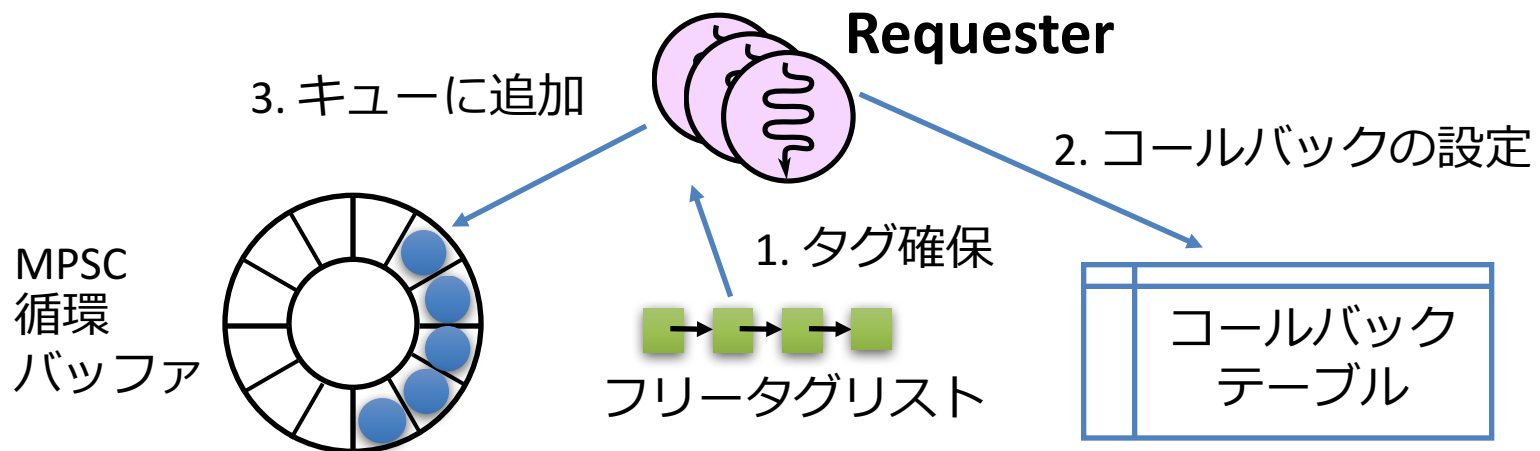 Requester
3. キューに追加
2. コールバックの設定
1. タグ確保
MPSC
循環
バッファ
フリータグリスト
コールバック
テーブル